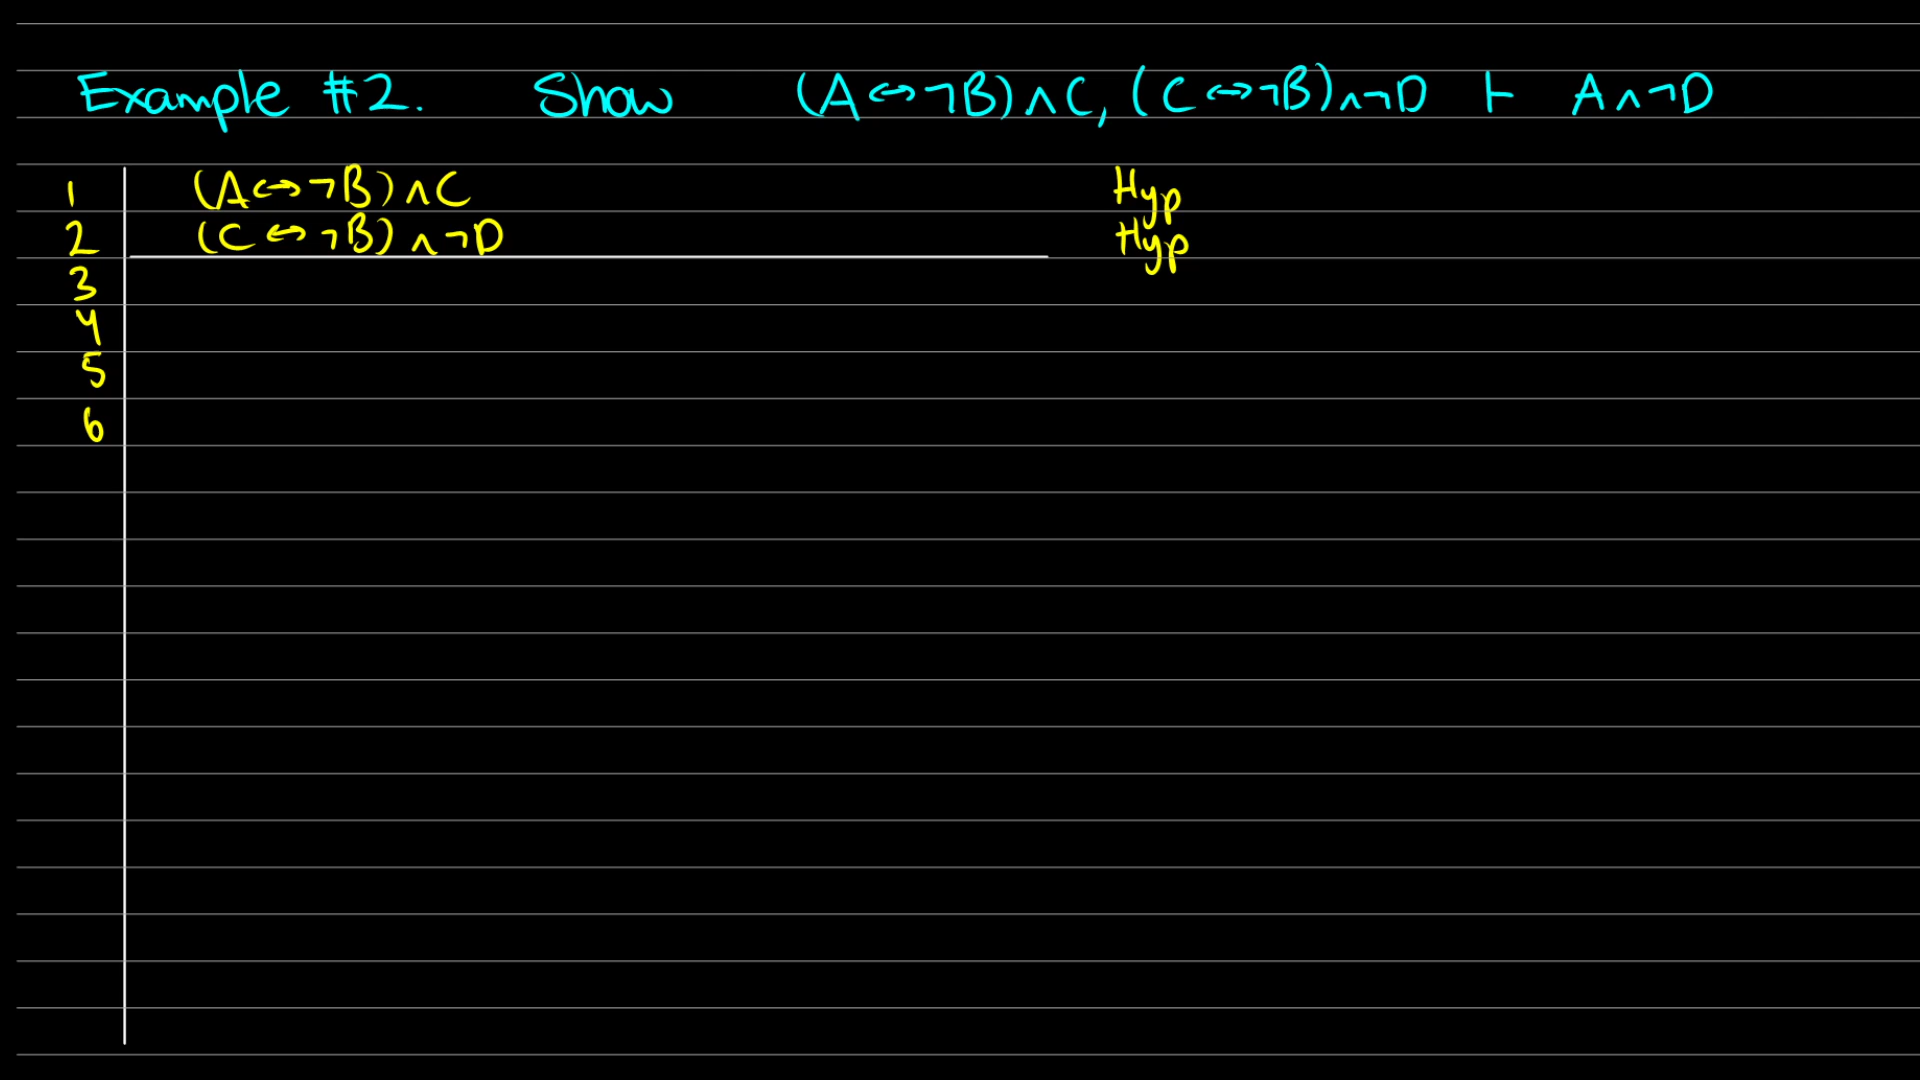 Example #2. Show (A↔¬B)∧C, (C↔¬B)∧¬D ⊢ A∧¬D
1 (A↔¬B)∧C Hyp
2 (C↔¬B)∧¬D Hyp
3
4
5
6